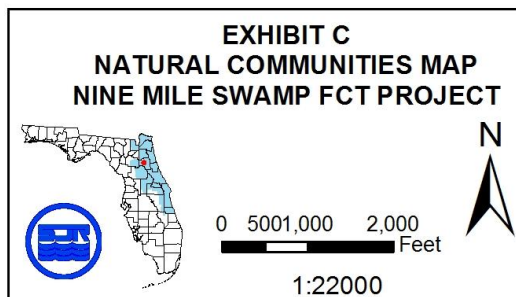 EXHIBIT C
NATURAL COMMUNITIES MAP
NINE MILE SWAMP FCT PROJECT
N
0 5001,000 2,000
Feet
1:22000